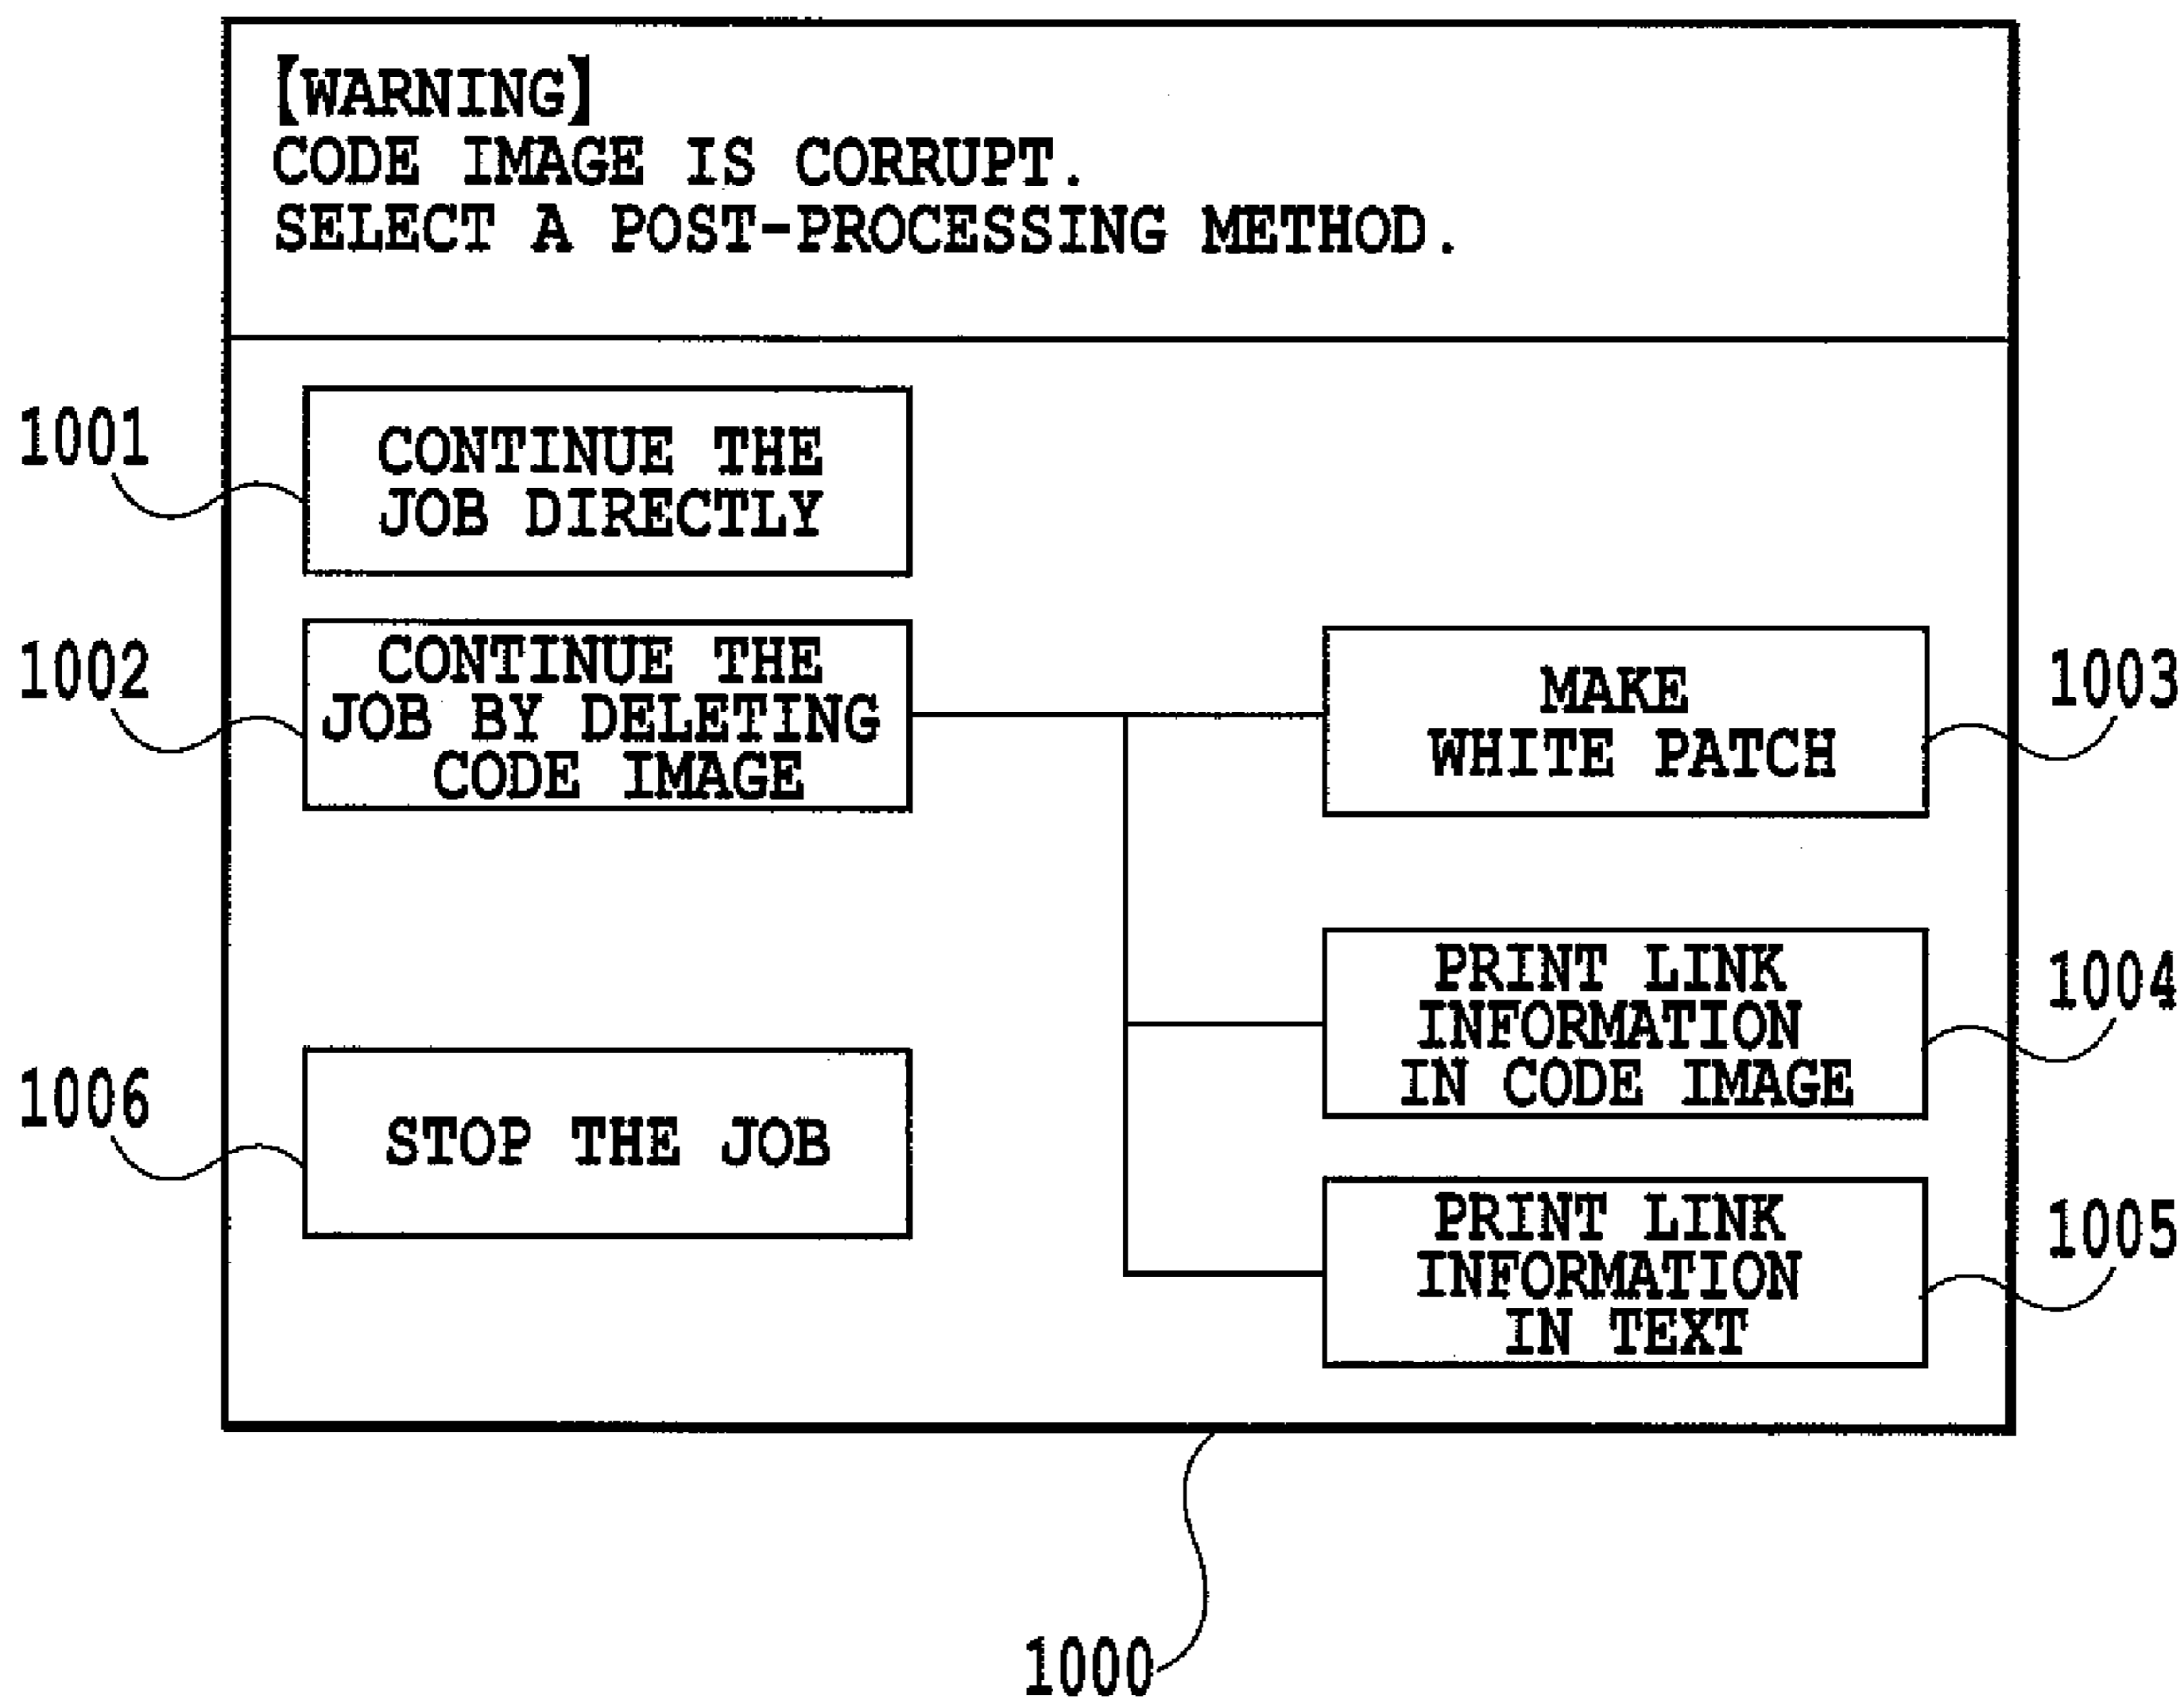 【WARNING】
CODE IMAGE IS CORRUPT.
SELECT A POST-PROCESSING METHOD.
1001
CONTINUE THE
JOB DIRECTLY
1002
CONTINUE THE
JOB BY DELETING
CODE IMAGE
MAKE
WHITE PATCH
1003
PRINT LINK
INFORMATION
IN CODE IMAGE
1004
1006
STOP THE JOB
PRINT LINK
INFORMATION
IN TEXT
1005
1000